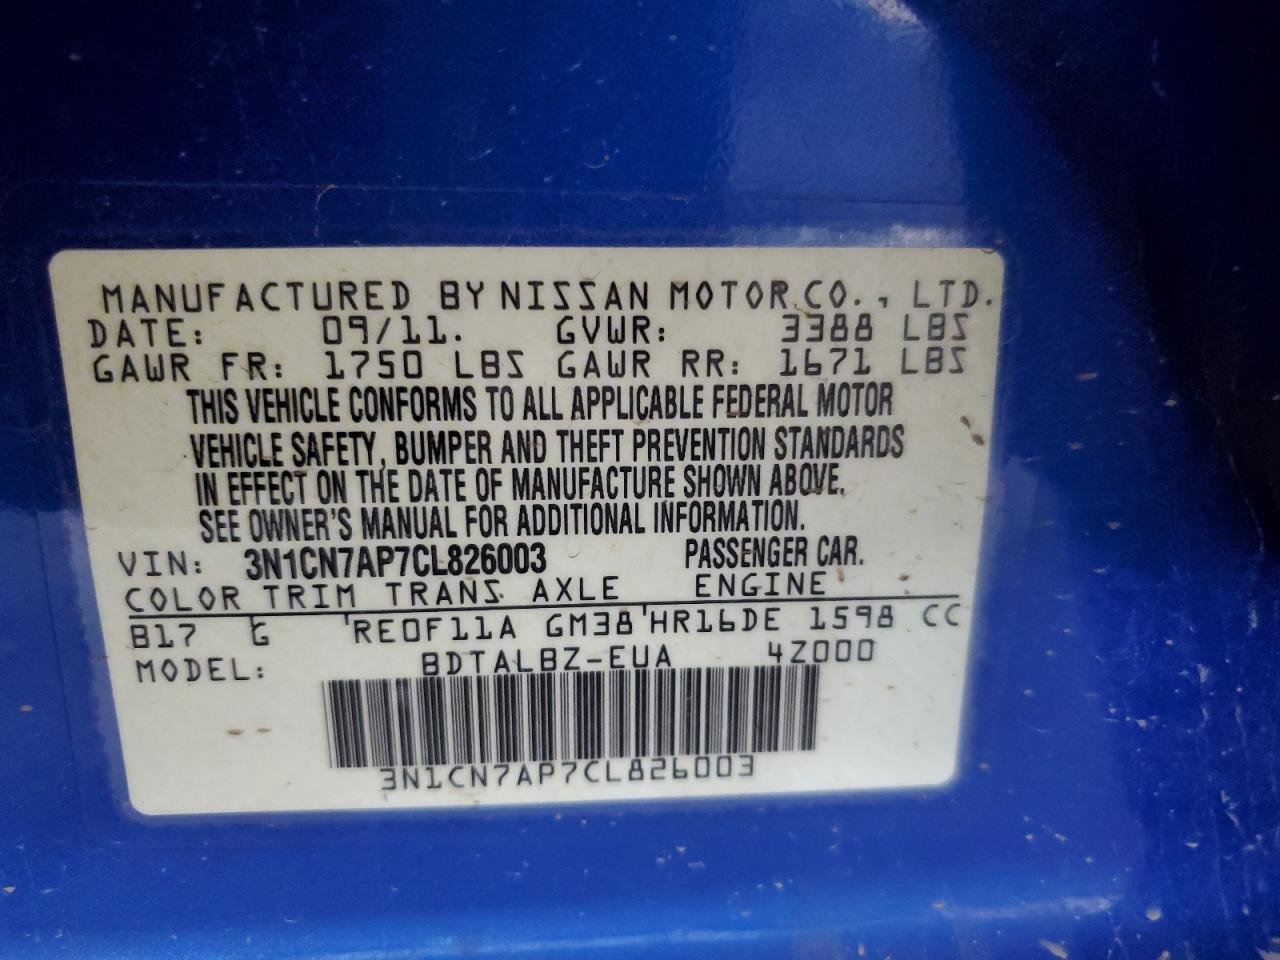 MANUFACTURED BY NISSAN MOTOR CO., LTD.
DATE: 09/11. GVWR: 3388 LBS
GAWR FR: 1750 LBS GAWR RR: 1671 LBS
THIS VEHICLE CONFORMS TO ALL APPLICABLE FEDERAL MOTOR
VEHICLE SAFETY, BUMPER AND THEFT PREVENTION STANDARDS
IN EFFECT ON THE DATE OF MANUFACTURE SHOWN ABOVE.
SEE OWNER'S MANUAL FOR ADDITIONAL INFORMATION.
VIN: 3N1CN7AP7CL826003 PASSENGER CAR.
COLOR TRIM TRANS AXLE ENGINE
B17 G RE0F11A GM38 HR16DE 1598 CC
MODEL: BDTALBZ-EUA 4Z000
3N1CN7AP7CL826003